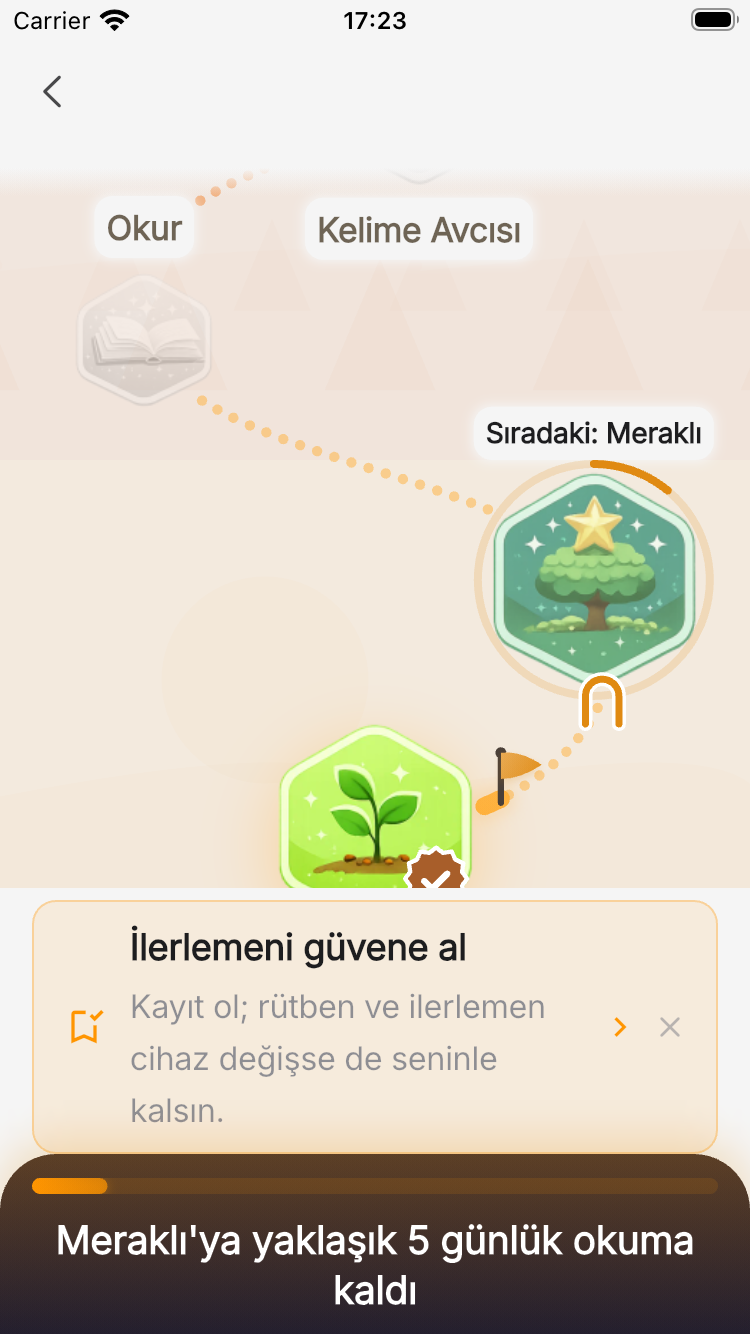 Carrier 17:23
Okur
Kelime Avcısı
Sıradaki: Meraklı
İlerlemeni güvene al
Kayıt ol; rütben ve ilerlemen
cihaz değişse de seninle
kalsın.
Meraklı'ya yaklaşık 5 günlük okuma
kaldı